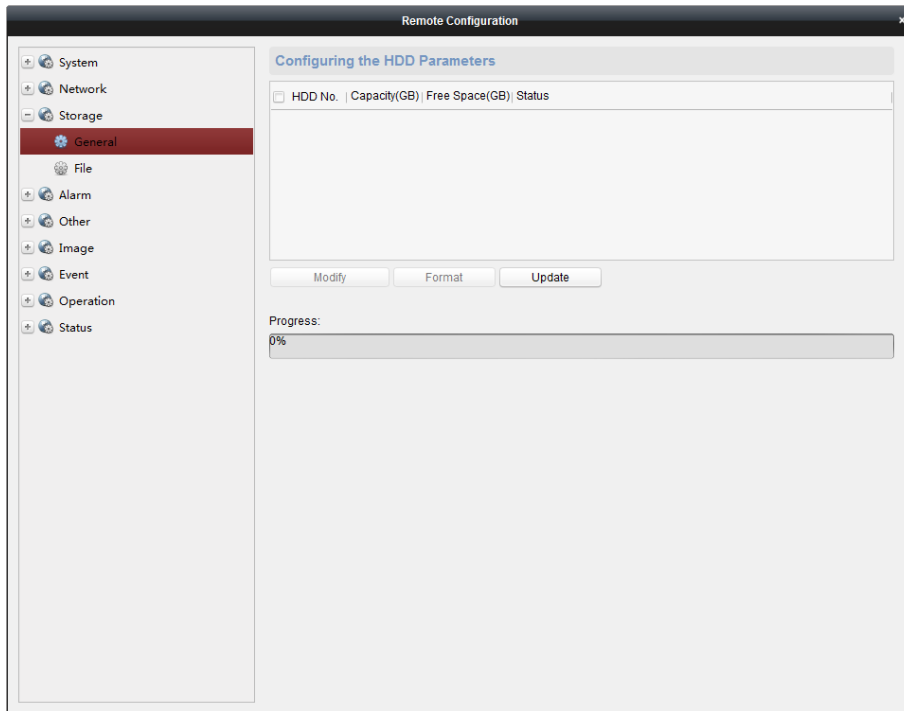 Remote Configuration
×
System
Network
Storage
General
File
Alarm
Other
Image
Event
Operation
Status
Configuring the HDD Parameters
HDD No. Capacity(GB) Free Space(GB) Status
Modify Format Update
Progress:
0%